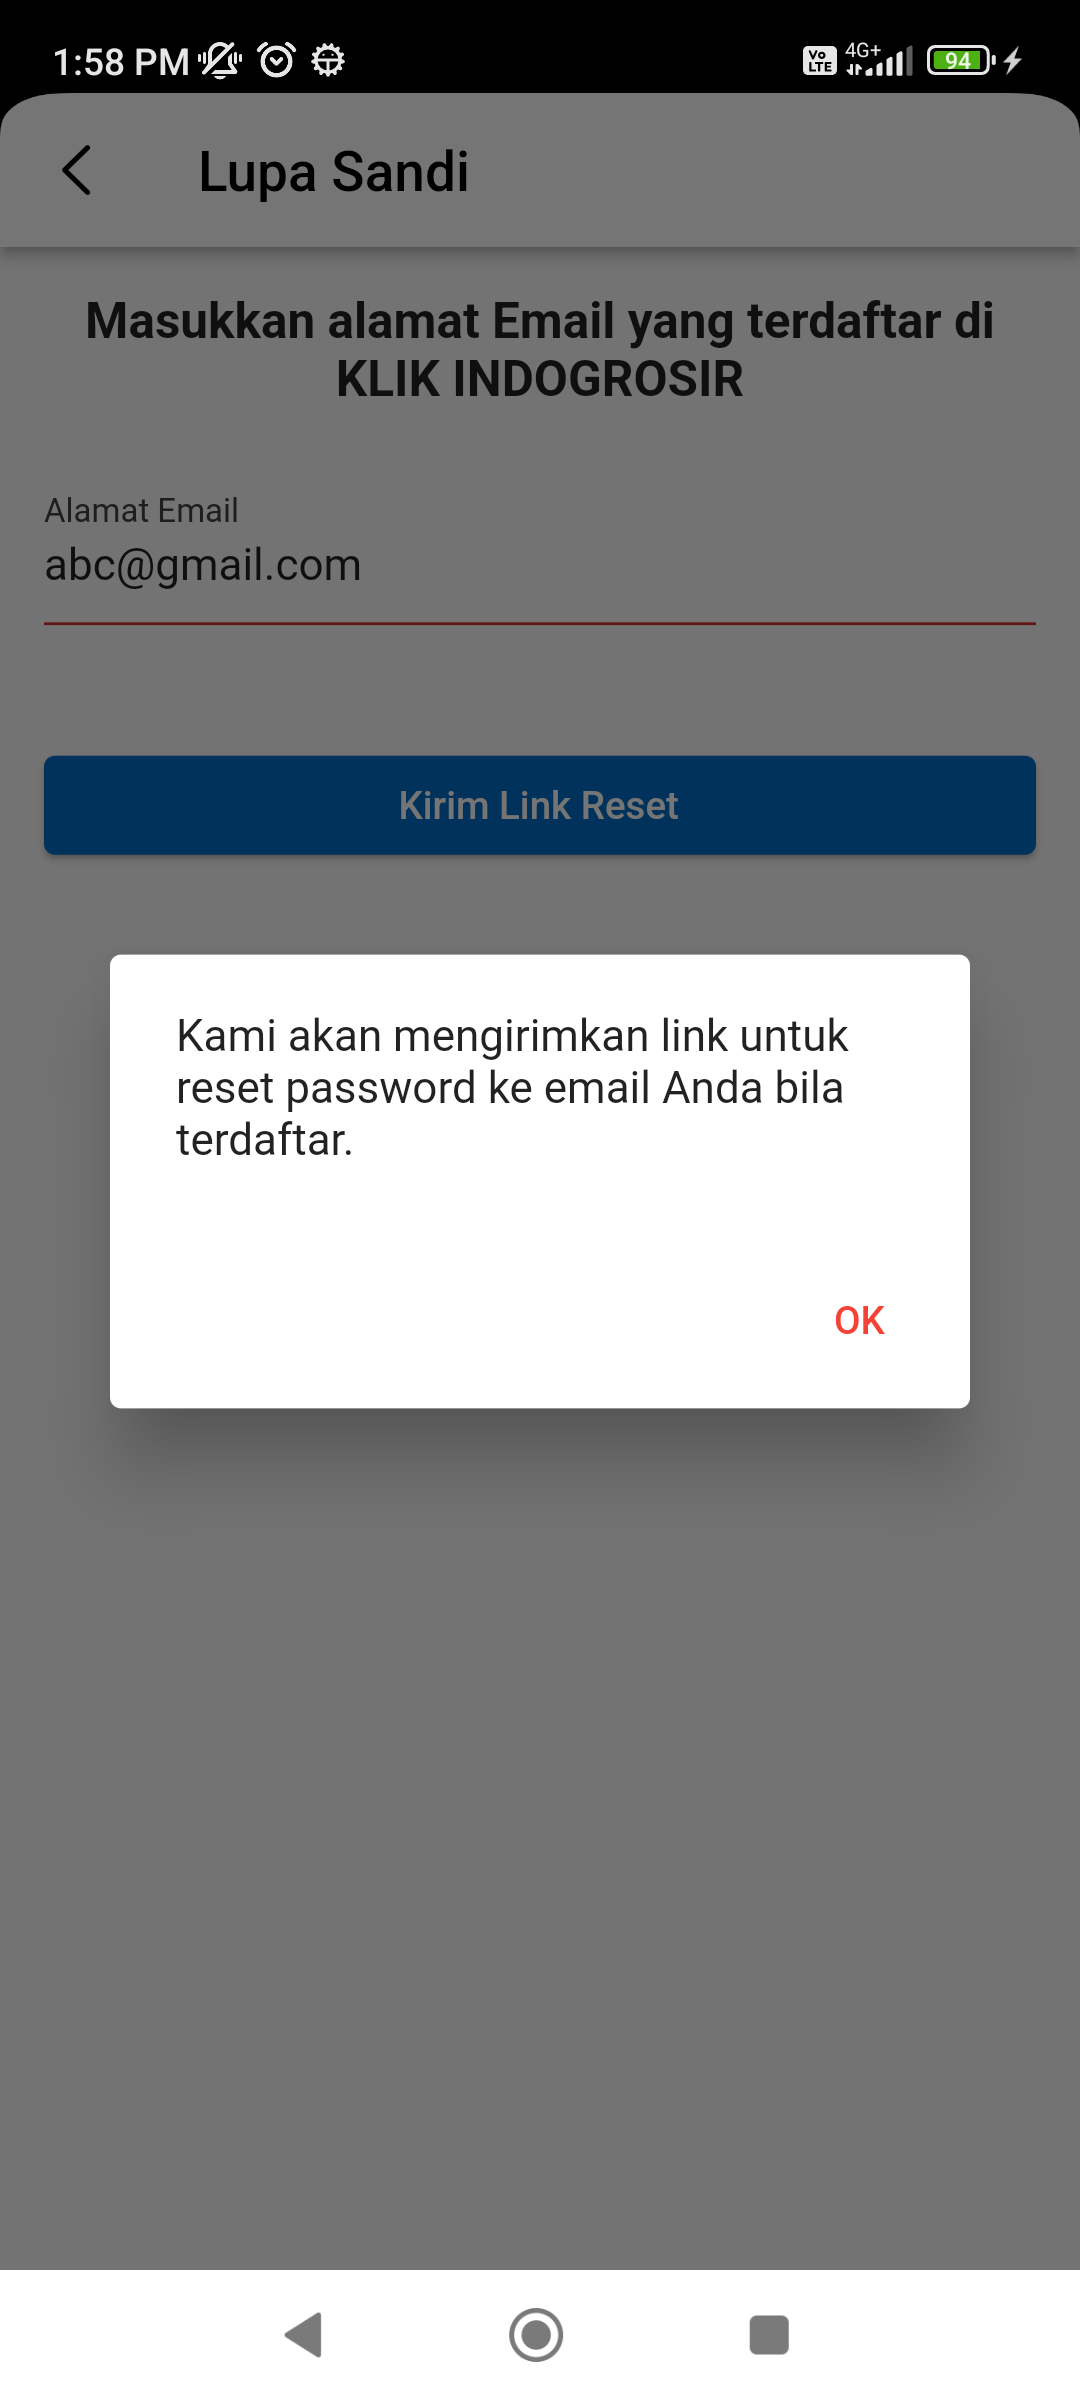 1:58 PM
Vo LTE
4G+
94
Lupa Sandi
Masukkan alamat Email yang terdaftar di
KLIK INDOGROSIR
Alamat Email
abc@gmail.com
Kirim Link Reset
Kami akan mengirimkan link untuk
reset password ke email Anda bila
terdaftar.
OK